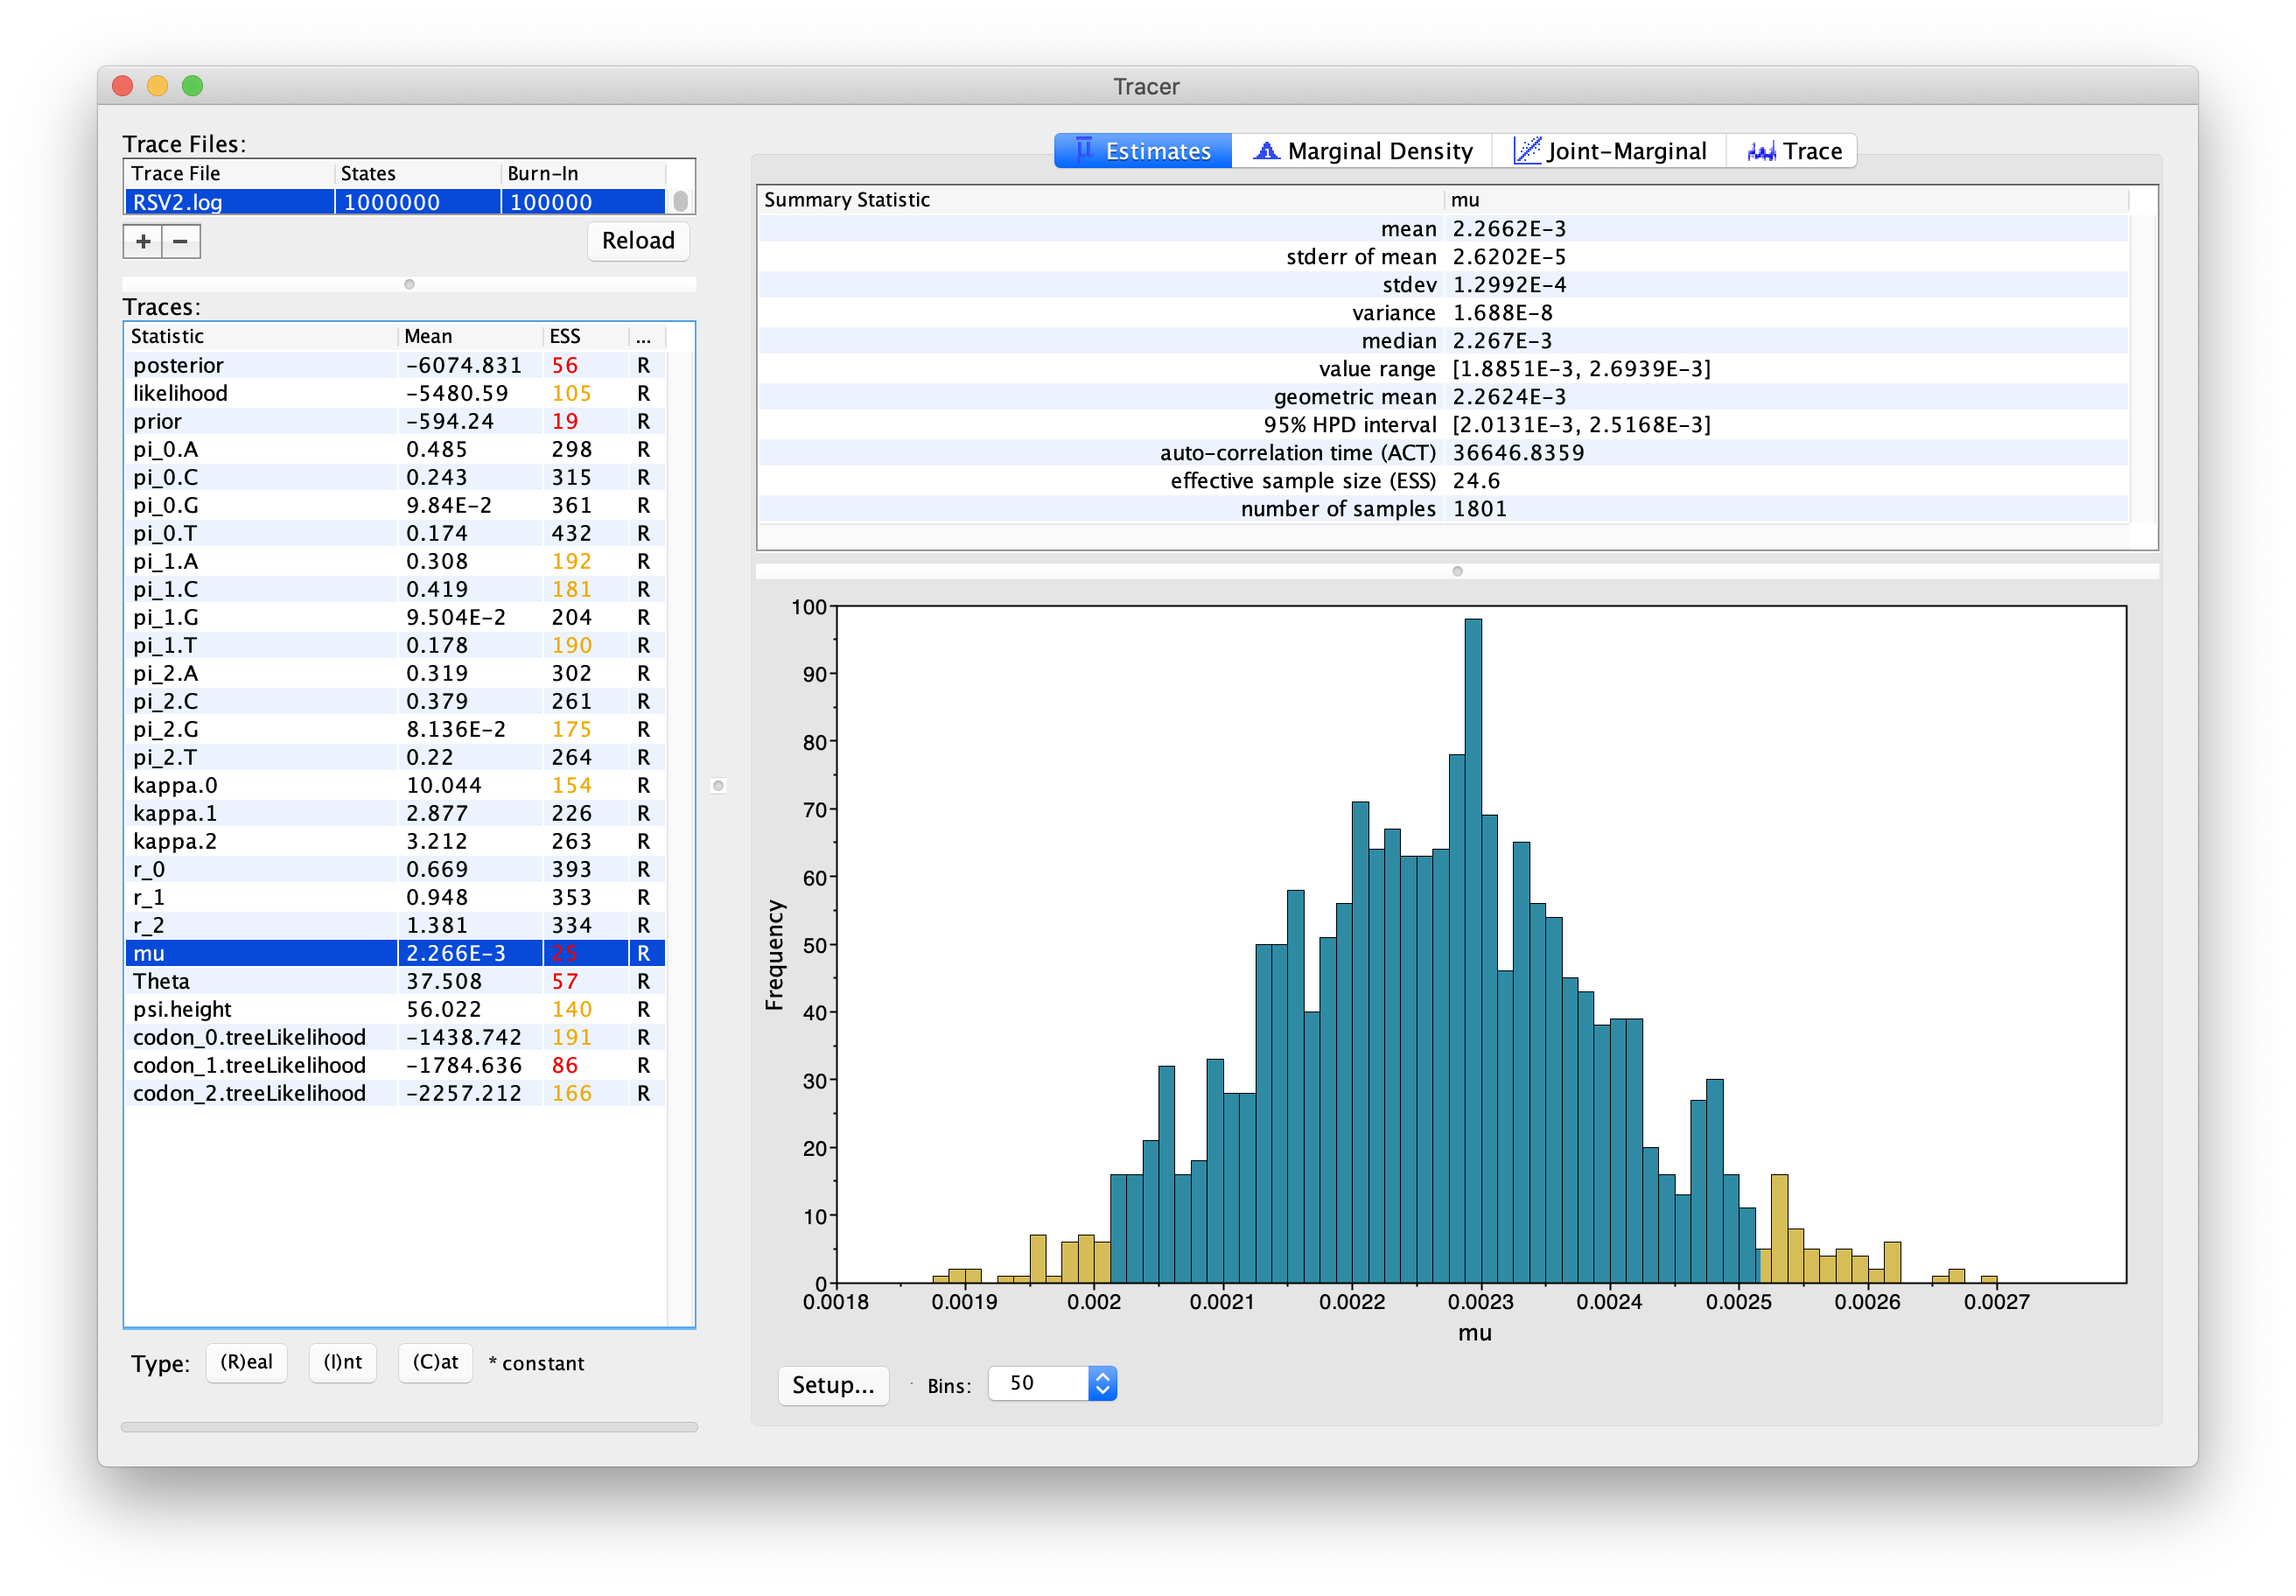 Tracer
Trace Files:
Trace File States Burn-In
RSV2.log 1000000 100000
+ − Reload
Traces:
Statistic Mean ESS ...
posterior −6074.831 56 R
likelihood −5480.59 105 R
prior −594.24 19 R
pi_0.A 0.485 298 R
pi_0.C 0.243 315 R
pi_0.G 9.84E−2 361 R
pi_0.T 0.174 432 R
pi_1.A 0.308 192 R
pi_1.C 0.419 181 R
pi_1.G 9.504E−2 204 R
pi_1.T 0.178 190 R
pi_2.A 0.319 302 R
pi_2.C 0.379 261 R
pi_2.G 8.136E−2 175 R
pi_2.T 0.22 264 R
kappa.0 10.044 154 R
kappa.1 2.877 226 R
kappa.2 3.212 263 R
r_0 0.669 393 R
r_1 0.948 353 R
r_2 1.381 334 R
mu 2.266E−3 25 R
Theta 37.508 57 R
psi.height 56.022 140 R
codon_0.treeLikelihood −1438.742 191 R
codon_1.treeLikelihood −1784.636 86 R
codon_2.treeLikelihood −2257.212 166 R
Type: (R)eal (I)nt (C)at * constant
μ Estimates Marginal Density Joint-Marginal Trace
Summary Statistic mu
mean 2.2662E−3
stderr of mean 2.6202E−5
stdev 1.2992E−4
variance 1.688E−8
median 2.267E−3
value range [1.8851E−3, 2.6939E−3]
geometric mean 2.2624E−3
95% HPD interval [2.0131E−3, 2.5168E−3]
auto-correlation time (ACT) 36646.8359
effective sample size (ESS) 24.6
number of samples 1801
100
90
80
70
60
50
40
30
20
10
0
Frequency
0.0018 0.0019 0.002 0.0021 0.0022 0.0023 0.0024 0.0025 0.0026 0.0027
mu
Setup... Bins: 50